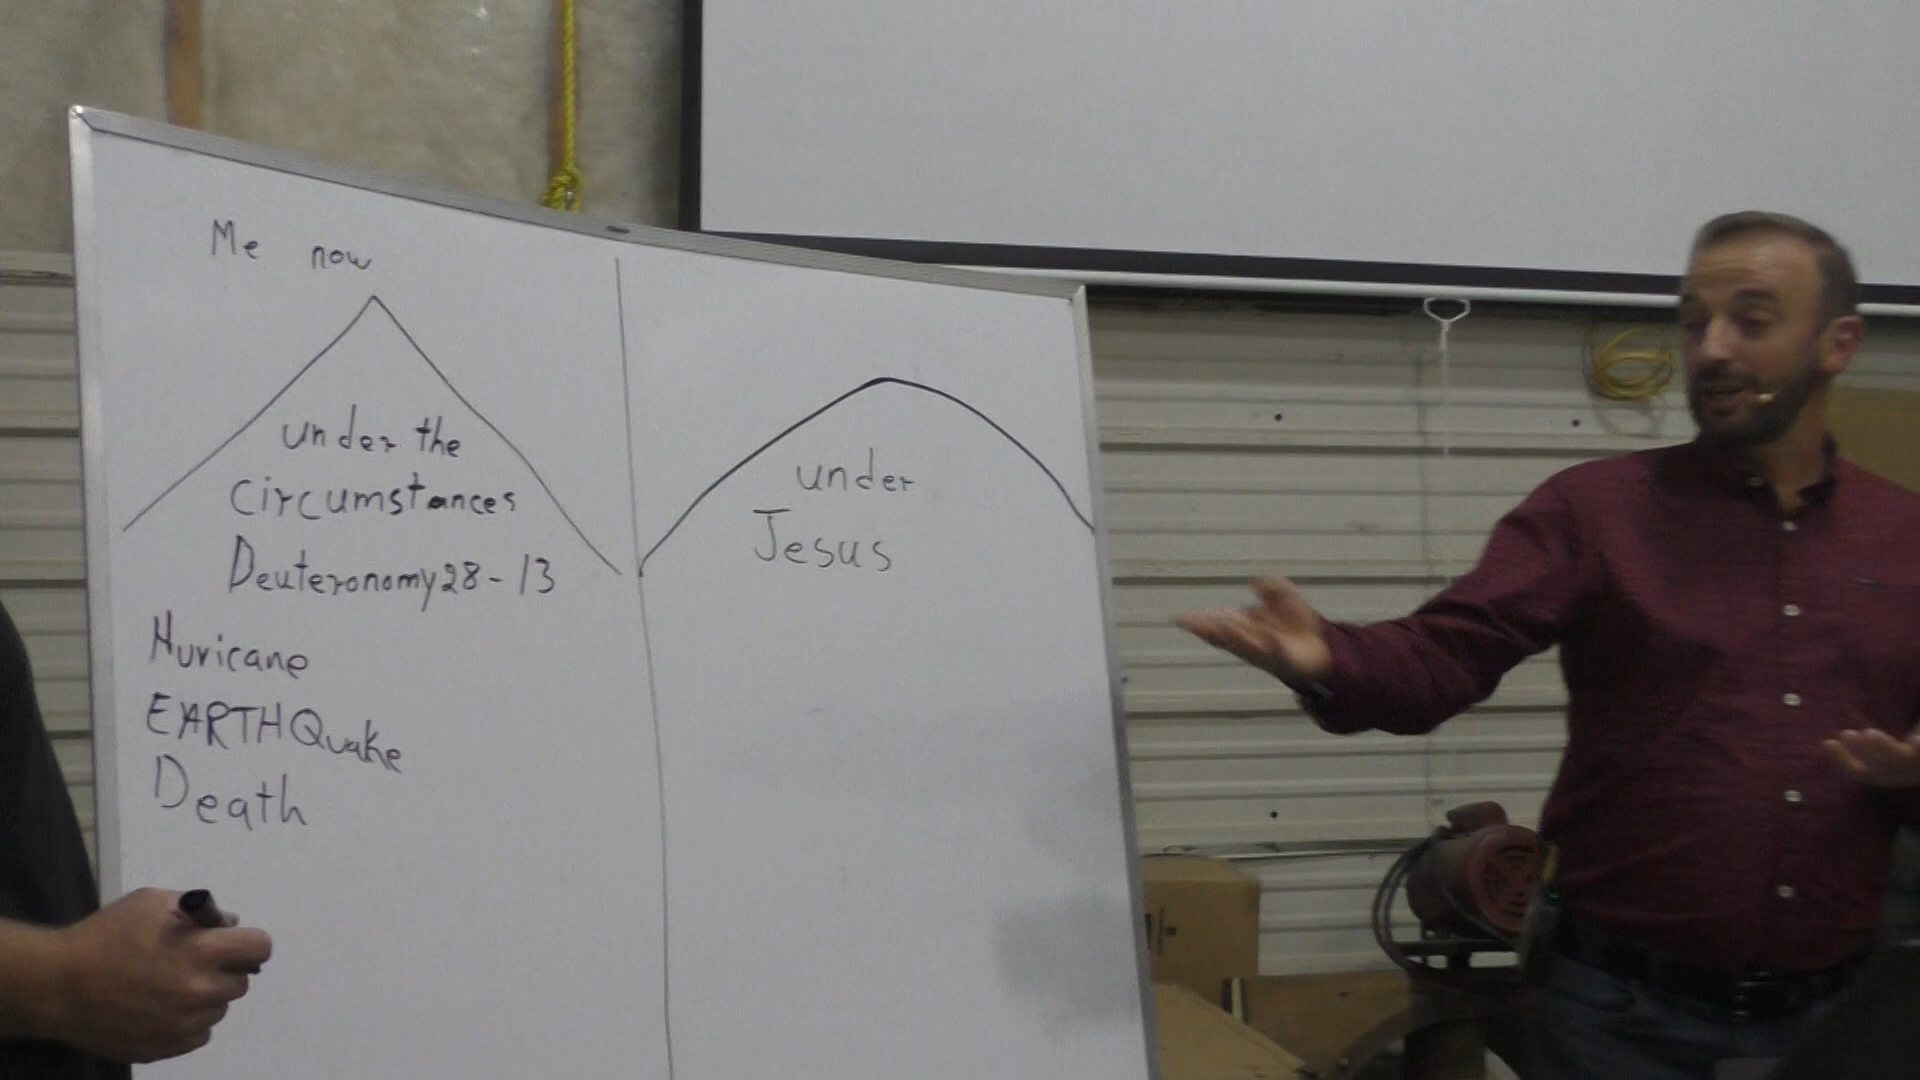 Me now
under the
circumstances
Deuteronomy 28-13
Huricane
EARTHQuake
Death
under
Jesus